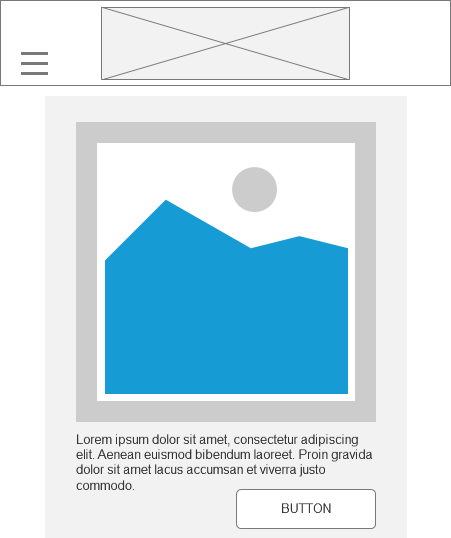 Lorem ipsum dolor sit amet, consectetur adipiscing
elit. Aenean euismod bibendum laoreet. Proin gravida
dolor sit amet lacus accumsan et viverra justo
commodo.
BUTTON